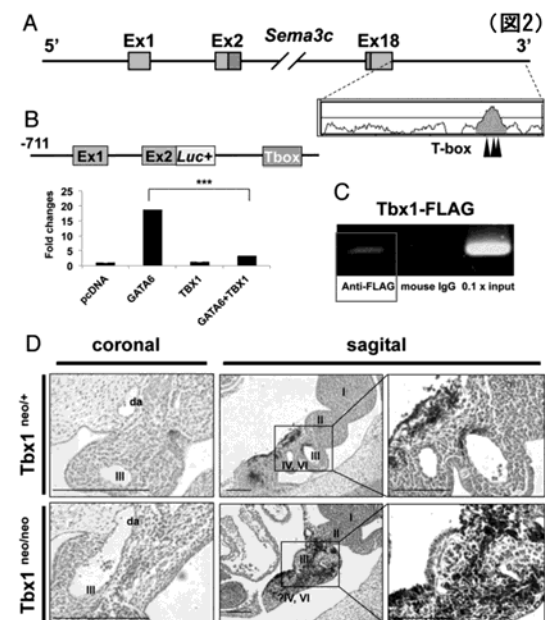 (図2)
A
5' Ex1 Ex2 Sema3c Ex18 3'
T-box
B
-711
Ex1 Ex2 Luc+ Tbox
***
Fold changes
25
20
15
10
5
0
pcDNA GATA6 TBX1 GATA6+TBX1
C
Tbx1-FLAG
Anti-FLAG mouse IgG 0.1 x input
D
coronal sagital
Tbx1 neo/+
da
III
I
II
III
IV, VI
Tbx1 neo/neo
da
III
I
II
III
?IV, VI